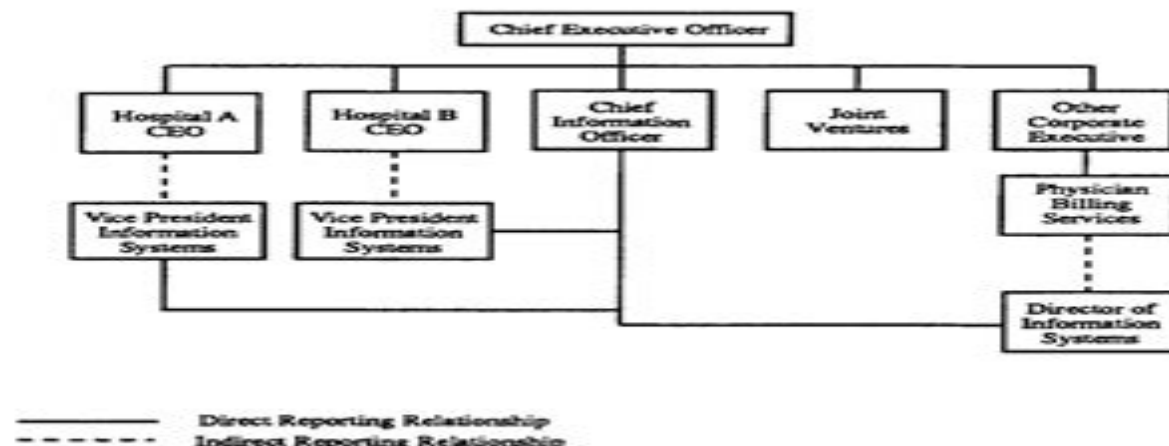 Chief Executive Officer
Hospital A
CEO
Hospital B
CEO
Chief
Information
Officer
Joint
Ventures
Other
Corporate
Executive
Vice President
Information
Systems
Vice President
Information
Systems
Physician
Billing
Services
Director of
Information
Systems
Direct Reporting Relationship
Indirect Reporting Relationship